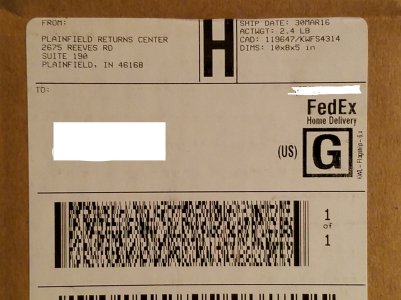 FROM:
PLAINFIELD RETURNS CENTER
2675 REEVES RD
SUITE 190
PLAINFIELD, IN 46168
H
SHIP DATE: 30MAR16
ACTWGT: 2.4 LB
CAD: 119647/KWFS4314
DIMS: 10x8x5 in
TO:
FedEx
Home Delivery
(US)
G
1
of
1